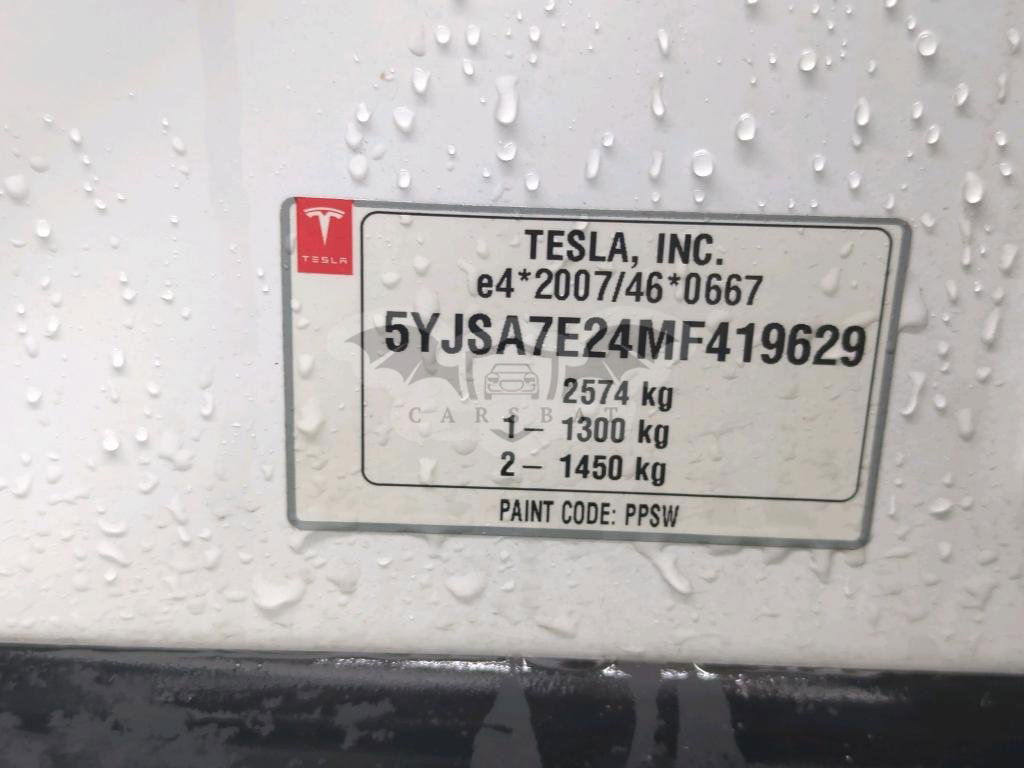 TESLA
TESLA, INC.
e4*2007/46*0667
5YJSA7E24MF419629
2574 kg
CARSBAT
1– 1300 kg
2– 1450 kg
PAINT CODE: PPSW